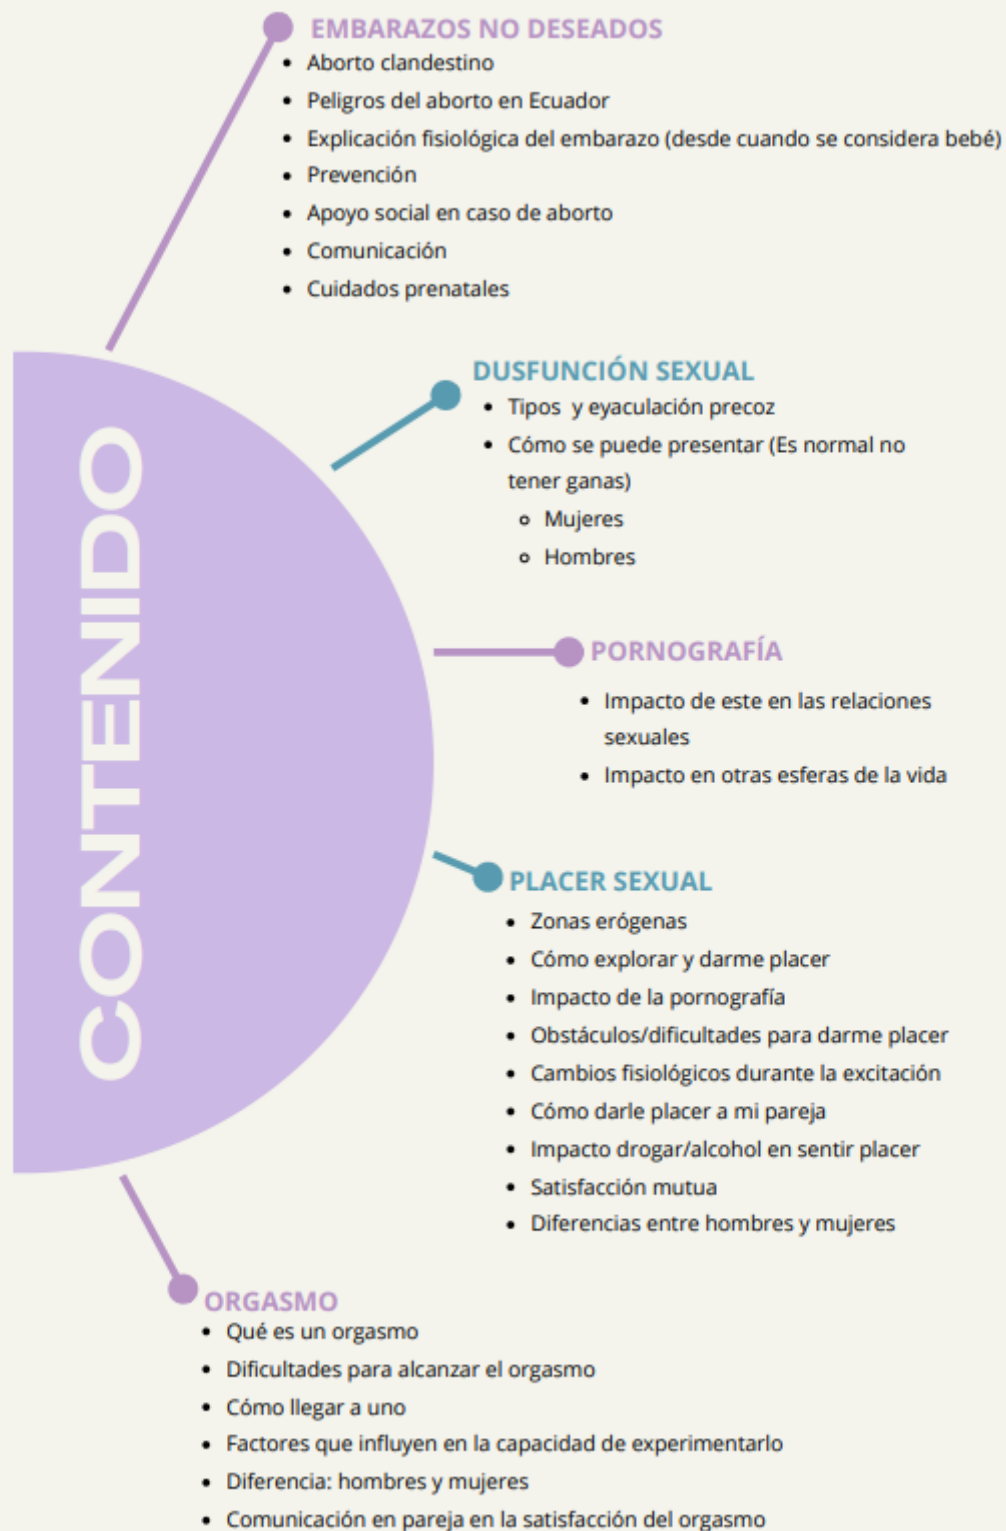 EMBARAZOS NO DESEADOS
• Aborto clandestino
• Peligros del aborto en Ecuador
• Explicación fisiológica del embarazo (desde cuando se considera bebé)
• Prevención
• Apoyo social en caso de aborto
• Comunicación
• Cuidados prenatales
CONTENIDO
DUSFUNCIÓN SEXUAL
• Tipos y eyaculación precoz
• Cómo se puede presentar (Es normal no
tener ganas)
◦ Mujeres
◦ Hombres
PORNOGRAFÍA
• Impacto de este en las relaciones
sexuales
• Impacto en otras esferas de la vida
PLACER SEXUAL
• Zonas erógenas
• Cómo explorar y darme placer
• Impacto de la pornografía
• Obstáculos/dificultades para darme placer
• Cambios fisiológicos durante la excitación
• Cómo darle placer a mi pareja
• Impacto drogar/alcohol en sentir placer
• Satisfacción mutua
• Diferencias entre hombres y mujeres
ORGASMO
• Qué es un orgasmo
• Dificultades para alcanzar el orgasmo
• Cómo llegar a uno
• Factores que influyen en la capacidad de experimentarlo
• Diferencia: hombres y mujeres
• Comunicación en pareja en la satisfacción del orgasmo